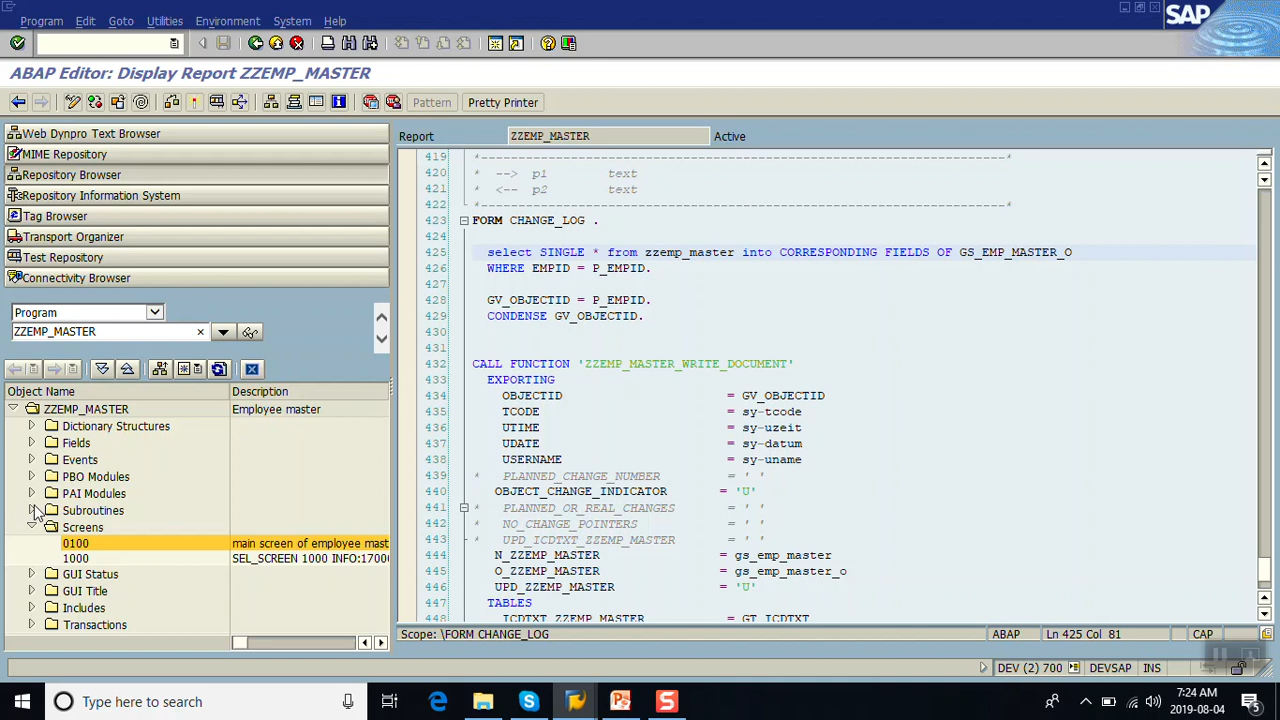 Program Edit Goto Utilities Environment System Help
SAP
ABAP Editor: Display Report ZZEMP_MASTER
Pattern Pretty Printer
Web Dynpro Text Browser
MIME Repository
Repository Browser
Repository Information System
Tag Browser
Transport Organizer
Test Repository
Connectivity Browser
Program
ZZEMP_MASTER
Object Name Description
ZZEMP_MASTER Employee master
Dictionary Structures
Fields
Events
PBO Modules
PAI Modules
Subroutines
Screens
0100 main screen of employee mast
1000 SEL_SCREEN 1000 INFO:17000
GUI Status
GUI Title
Includes
Transactions
Report ZZEMP_MASTER Active
419 *----------------------------------------------------------------------*
420 * --> p1 text
421 * <-- p2 text
422 *----------------------------------------------------------------------*
423 FORM CHANGE_LOG .
424
425 select SINGLE * from zzemp_master into CORRESPONDING FIELDS OF GS_EMP_MASTER_O
426 WHERE EMPID = P_EMPID.
427
428 GV_OBJECTID = P_EMPID.
429 CONDENSE GV_OBJECTID.
430
431
432 CALL FUNCTION 'ZZEMP_MASTER_WRITE_DOCUMENT'
433 EXPORTING
434 OBJECTID = GV_OBJECTID
435 TCODE = sy-tcode
436 UTIME = sy-uzeit
437 UDATE = sy-datum
438 USERNAME = sy-uname
439 * PLANNED_CHANGE_NUMBER = ' '
440 OBJECT_CHANGE_INDICATOR = 'U'
441 * PLANNED_OR_REAL_CHANGES = ' '
442 * NO_CHANGE_POINTERS = ' '
443 * UPD_ICDTXT_ZZEMP_MASTER = ' '
444 N_ZZEMP_MASTER = gs_emp_master
445 O_ZZEMP_MASTER = gs_emp_master_o
446 UPD_ZZEMP_MASTER = 'U'
447 TABLES
448 ICDTXT_ZZEMP_MASTER = GT_ICDTXT
Scope: \FORM CHANGE_LOG ABAP Ln 425 Col 81 CAP
DEV (2) 700 DEVSAP INS
Type here to search
7:24 AM
2019-08-04
5